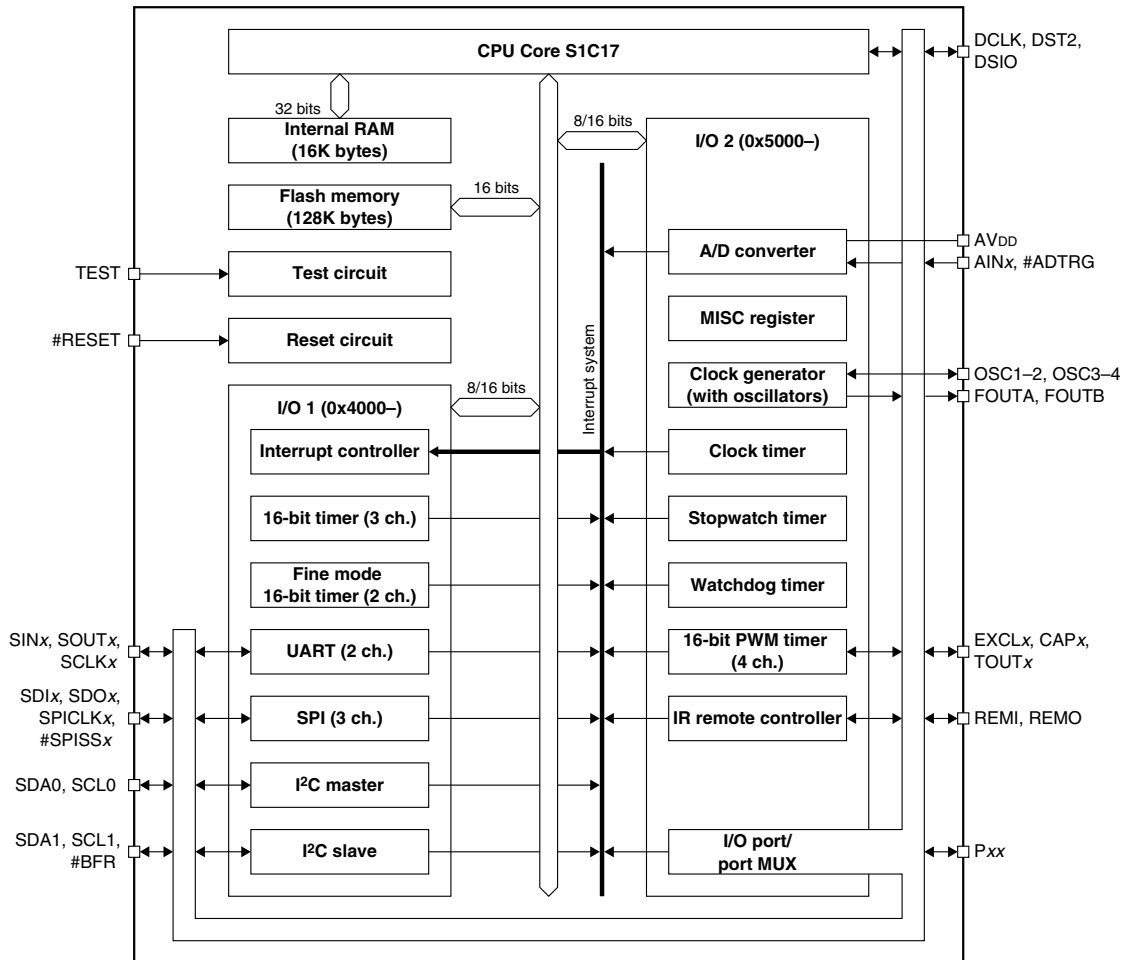 CPU Core S1C17
DCLK, DST2,
DSIO
32 bits
Internal RAM
(16K bytes)
8/16 bits
I/O 2 (0x5000–)
Flash memory
(128K bytes)
16 bits
A/D converter
AVDD
AINx, #ADTRG
TEST
Test circuit
MISC register
#RESET
Reset circuit
Interrupt system
Clock generator
(with oscillators)
OSC1–2, OSC3–4
FOUTA, FOUTB
8/16 bits
I/O 1 (0x4000–)
Interrupt controller
Clock timer
16-bit timer (3 ch.)
Stopwatch timer
Fine mode
16-bit timer (2 ch.)
Watchdog timer
SINx, SOUTx,
SCLKx
UART (2 ch.)
16-bit PWM timer
(4 ch.)
EXCLx, CAPx,
TOUTx
SDIx, SDOx,
SPICLKx,
#SPISSx
SPI (3 ch.)
IR remote controller
REMI, REMO
SDA0, SCL0
I²C master
SDA1, SCL1,
#BFR
I²C slave
I/O port/
port MUX
Pxx